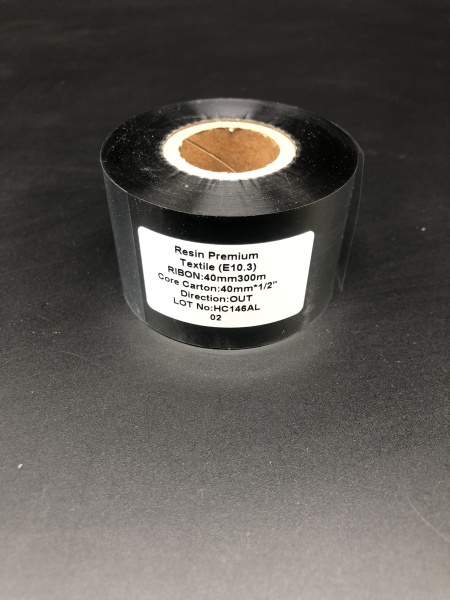 Resin Premium
Textile (E10.3)
RIBON:40mm300m
Core Carton:40mm*1/2"
Direction:OUT
LOT No:HC146AL
02